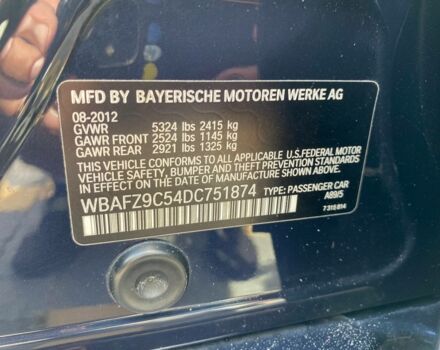 MFD BY BAYERISCHE MOTOREN WERKE AG
08-2012
GVWR 5324 lbs 2415 kg
GAWR FRONT 2524 lbs 1145 kg
GAWR REAR 2921 lbs 1325 kg
THIS VEHICLE CONFORMS TO ALL APPLICABLE U.S.FEDERAL MOTOR
VEHICLE SAFETY, BUMPER AND THEFT PREVENTION STANDARDS
IN EFFECT ON THE DATE OF MANUFACTURE SHOWN ABOVE.
WBAFZ9C54DC751874 TYPE: PASSENGER CAR
A89/5
7 318 814